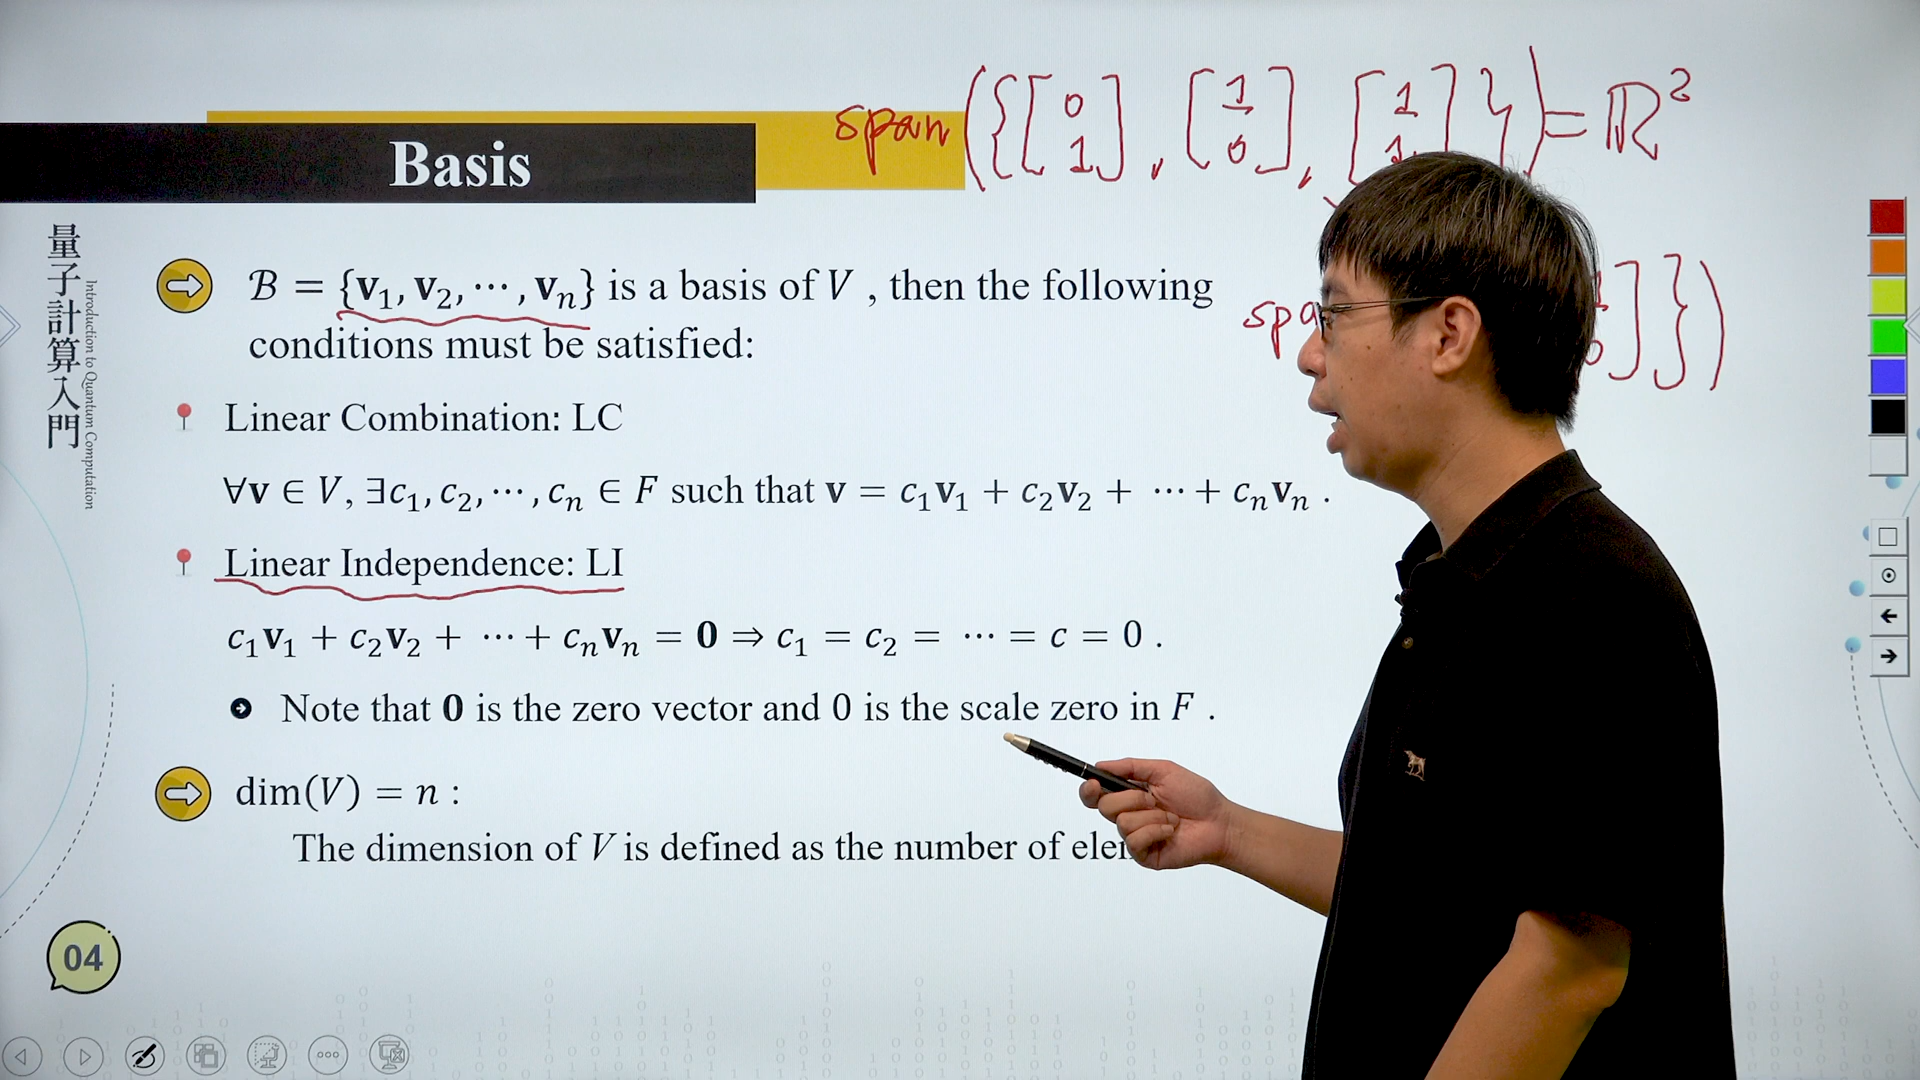 span({[0 1], [1 0], [1 1]}) = ℝ²
Basis
量子計算入門
Introduction to Quantum Computation
ℬ = {v₁, v₂, ⋯, vₙ} is a basis of V , then the following
conditions must be satisfied:
Linear Combination: LC
∀v ∈ V, ∃c₁, c₂, ⋯, cₙ ∈ F such that v = c₁v₁ + c₂v₂ + ⋯ + cₙvₙ .
Linear Independence: LI
c₁v₁ + c₂v₂ + ⋯ + cₙvₙ = 0 ⇒ c₁ = c₂ = ⋯ = c = 0 .
Note that 0 is the zero vector and 0 is the scale zero in F .
dim(V) = n :
The dimension of V is defined as the number of
04